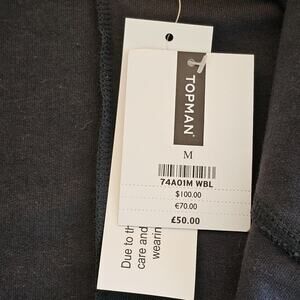 TOPMAN
M
74A01M WBL
$100.00
€70.00
£50.00
Due to th
care and
wearin